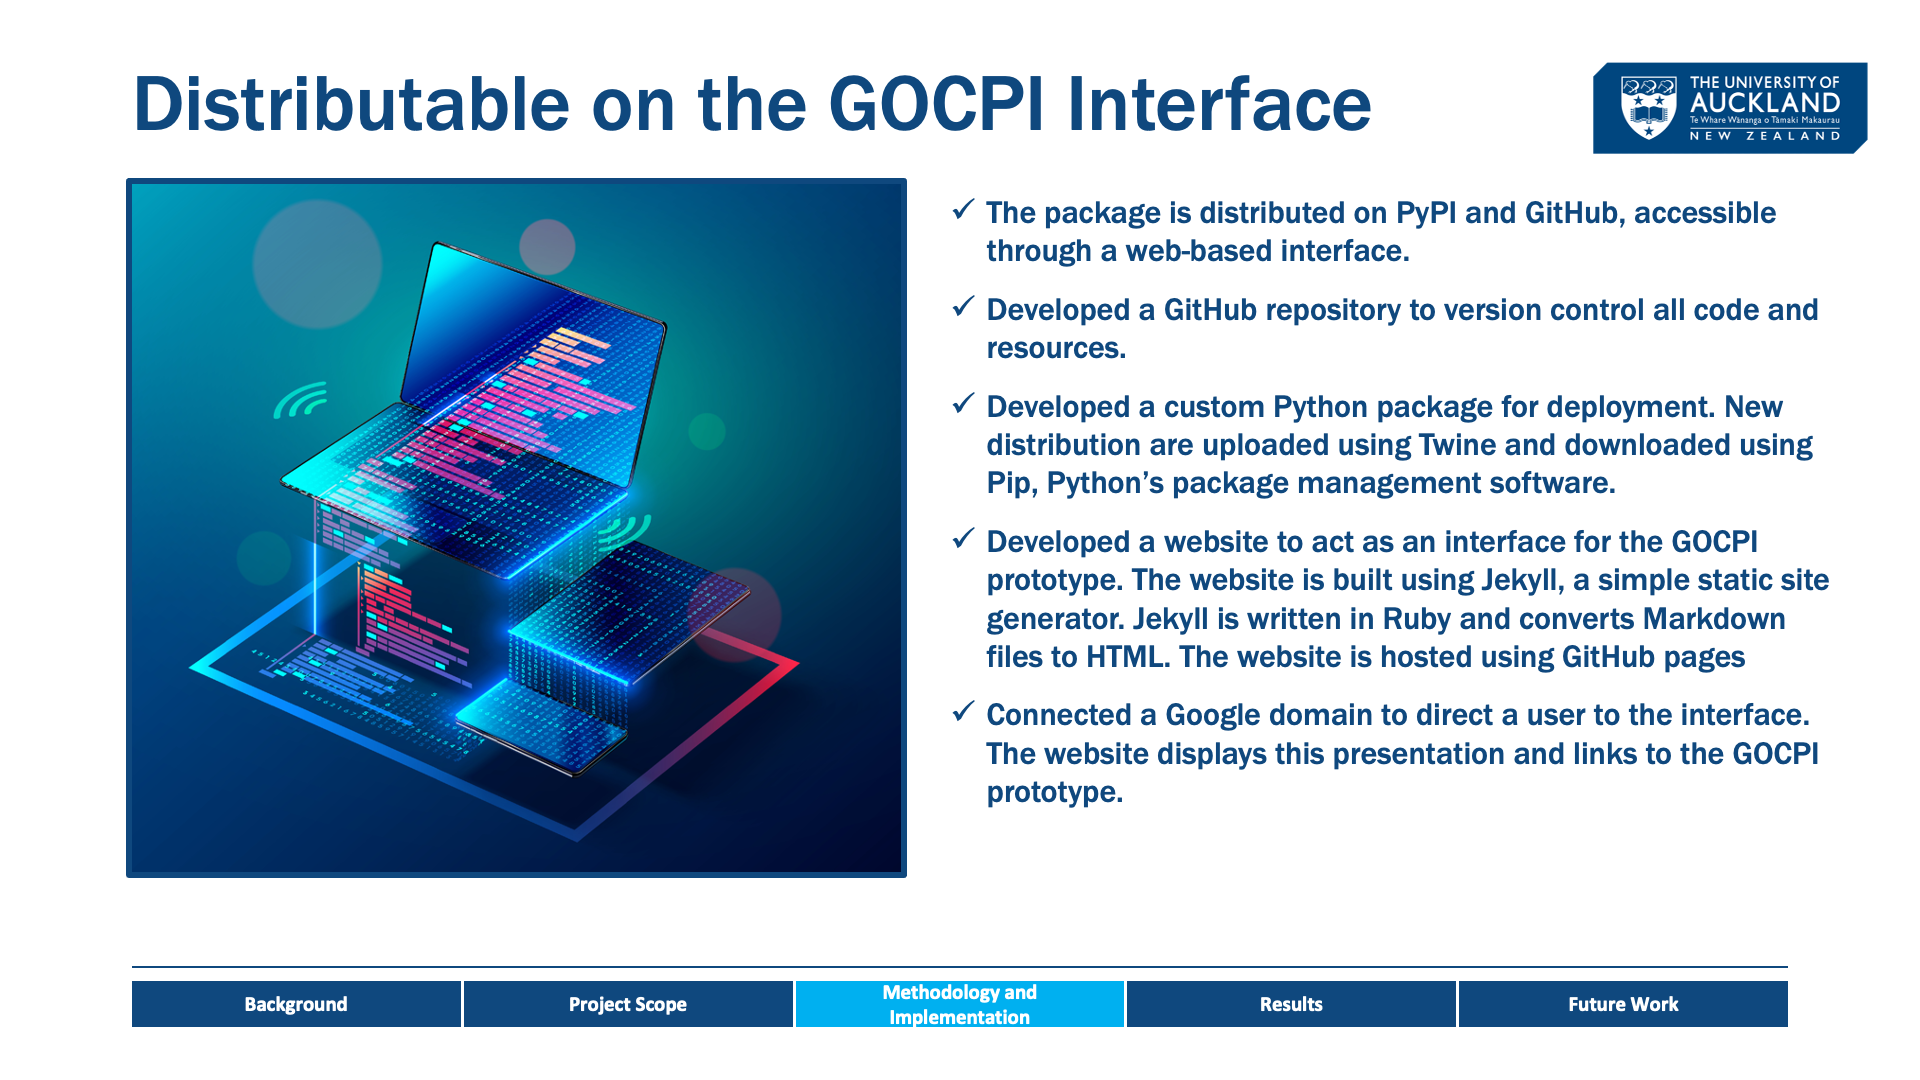 Distributable on the GOCPI Interface
THE UNIVERSITY OF
AUCKLAND
Te Whare Wānanga o Tāmaki Makaurau
NEW ZEALAND
✓ The package is distributed on PyPI and GitHub, accessible
through a web-based interface.
✓ Developed a GitHub repository to version control all code and
resources.
✓ Developed a custom Python package for deployment. New
distribution are uploaded using Twine and downloaded using
Pip, Python’s package management software.
✓ Developed a website to act as an interface for the GOCPI
prototype. The website is built using Jekyll, a simple static site
generator. Jekyll is written in Ruby and converts Markdown
files to HTML. The website is hosted using GitHub pages
✓ Connected a Google domain to direct a user to the interface.
The website displays this presentation and links to the GOCPI
prototype.
Background
Project Scope
Methodology and
Implementation
Results
Future Work